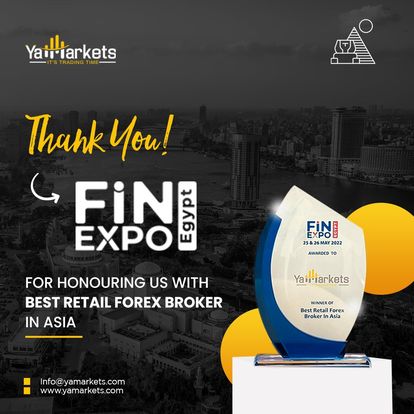 YaMarkets
IT'S TRADING TIME
Thank You!
FiN
EXPO
Egypt
FOR HONOURING US WITH
BEST RETAIL FOREX BROKER
IN ASIA
FiN
EXPO
Egypt
25 & 26 MAY 2022
AWARDED TO
YaMarkets
WINNER OF
Best Retail Forex
Broker In Asia
Info@yamarkets.com
www.yamarkets.com